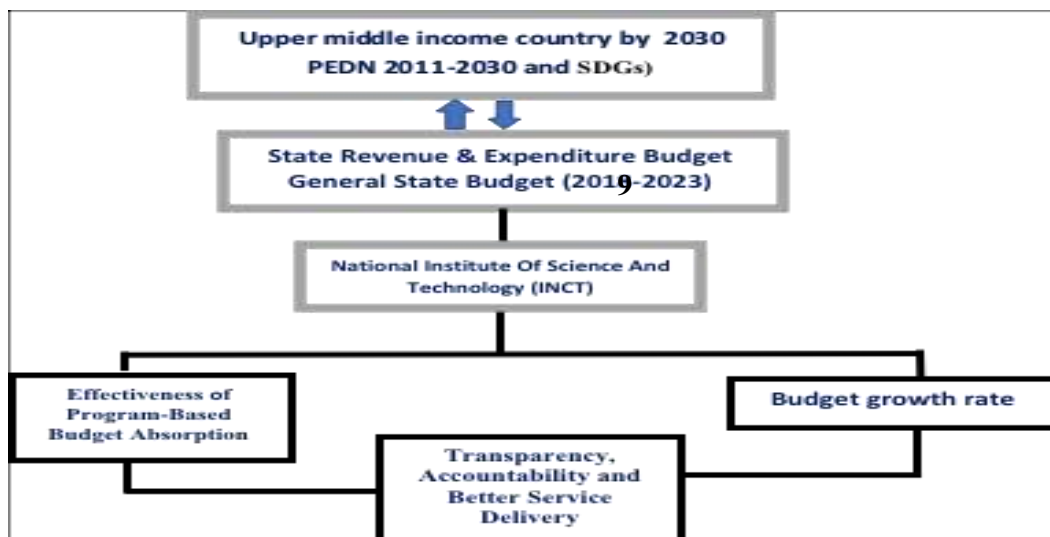 Upper middle income country by 2030
PEDN 2011-2030 and SDGs)
State Revenue & Expenditure Budget
General State Budget (2019-2023)
National Institute Of Science And
Technology (INCT)
Effectiveness of
Program-Based
Budget Absorption
Budget growth rate
Transparency,
Accountability and
Better Service
Delivery